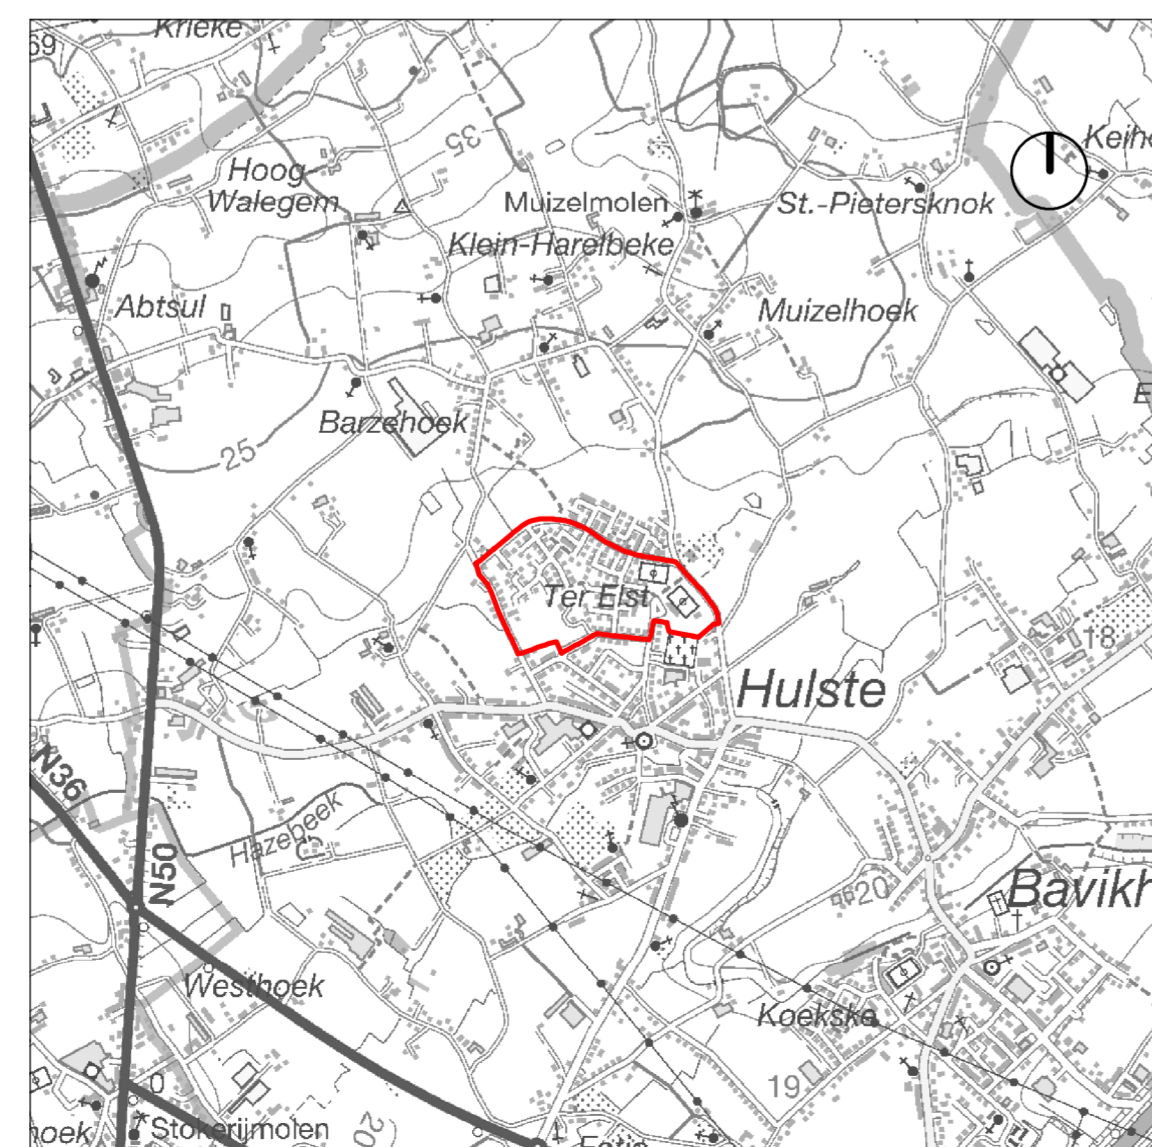 Krieke
69
35
Hoog
Walegem
Muizelmolen
St.-Pietersknok
Klein-Harelbeke
Abtsul
Muizelhoek
Barzehoek
25
Ter Elst
18
Hulste
N36
Hazebeek
N50
20
Bavikh
Westhoek
Koekske
19
0
Stokerijmolen
20
hoek